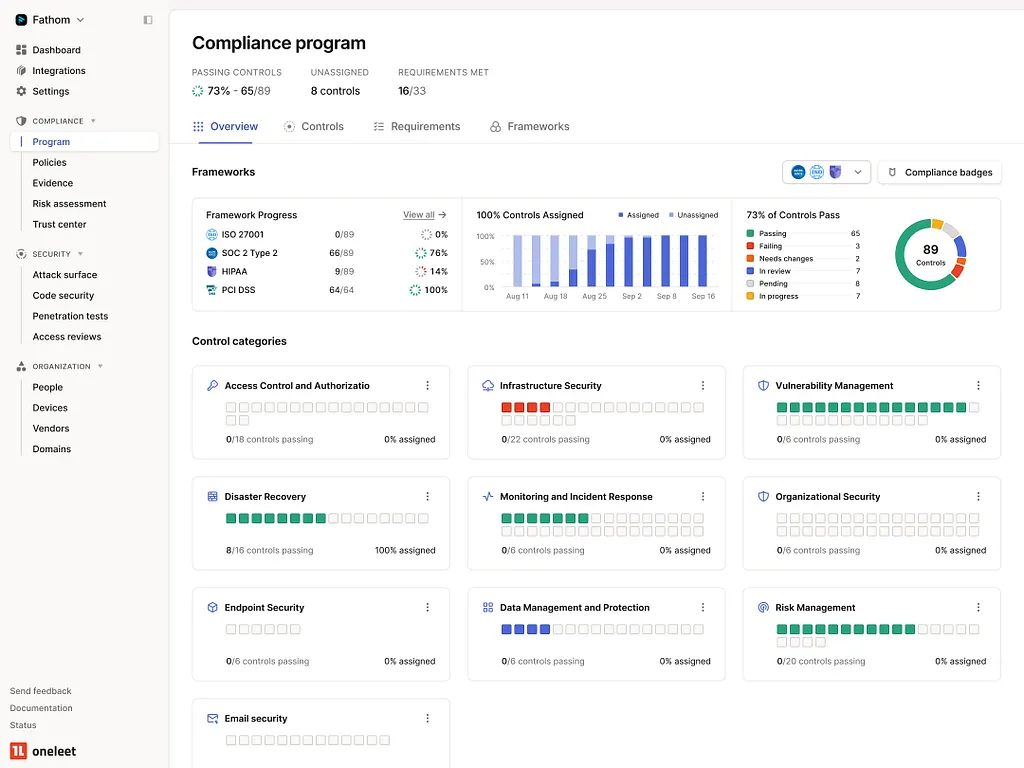 Fathom
Dashboard
Integrations
Settings
COMPLIANCE
Program
Policies
Evidence
Risk assessment
Trust center
SECURITY
Attack surface
Code security
Penetration tests
Access reviews
ORGANIZATION
People
Devices
Vendors
Domains
Send feedback
Documentation
Status
oneleet
Compliance program
PASSING CONTROLS UNASSIGNED REQUIREMENTS MET
73% - 65/89 8 controls 16/33
Overview Controls Requirements Frameworks
Frameworks
Compliance badges
Framework Progress View all →
ISO 27001 0/89 0%
SOC 2 Type 2 66/89 76%
HIPAA 9/89 14%
PCI DSS 64/64 100%
100% Controls Assigned Assigned Unassigned
100%
50%
0%
Aug 11 Aug 18 Aug 25 Sep 2 Sep 8 Sep 16
73% of Controls Pass
Passing 65
Failing 3
Needs changes 2
In review 7
Pending 8
In progress 7
89
Controls
Control categories
Access Control and Authorizatio
0/18 controls passing 0% assigned
Infrastructure Security
0/22 controls passing 0% assigned
Vulnerability Management
0/6 controls passing 0% assigned
Disaster Recovery
8/16 controls passing 100% assigned
Monitoring and Incident Response
0/6 controls passing 0% assigned
Organizational Security
0/6 controls passing 0% assigned
Endpoint Security
0/6 controls passing 0% assigned
Data Management and Protection
0/6 controls passing 0% assigned
Risk Management
0/20 controls passing 0% assigned
Email security